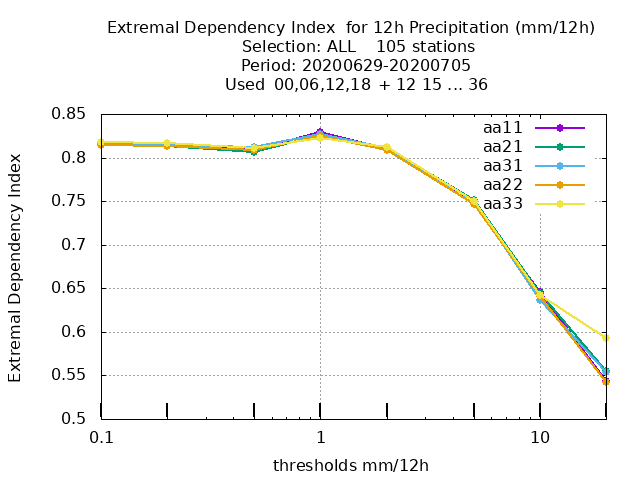 Extremal Dependency Index  for 12h Precipitation (mm/12h)
Selection: ALL    105 stations
Period: 20200629-20200705
Used  00,06,12,18 + 12 15 ... 36
0.85
0.8
0.75
0.7
0.65
0.6
0.55
0.5
Extremal Dependency Index
aa11
aa21
aa31
aa22
aa33
0.1
1
10
thresholds mm/12h